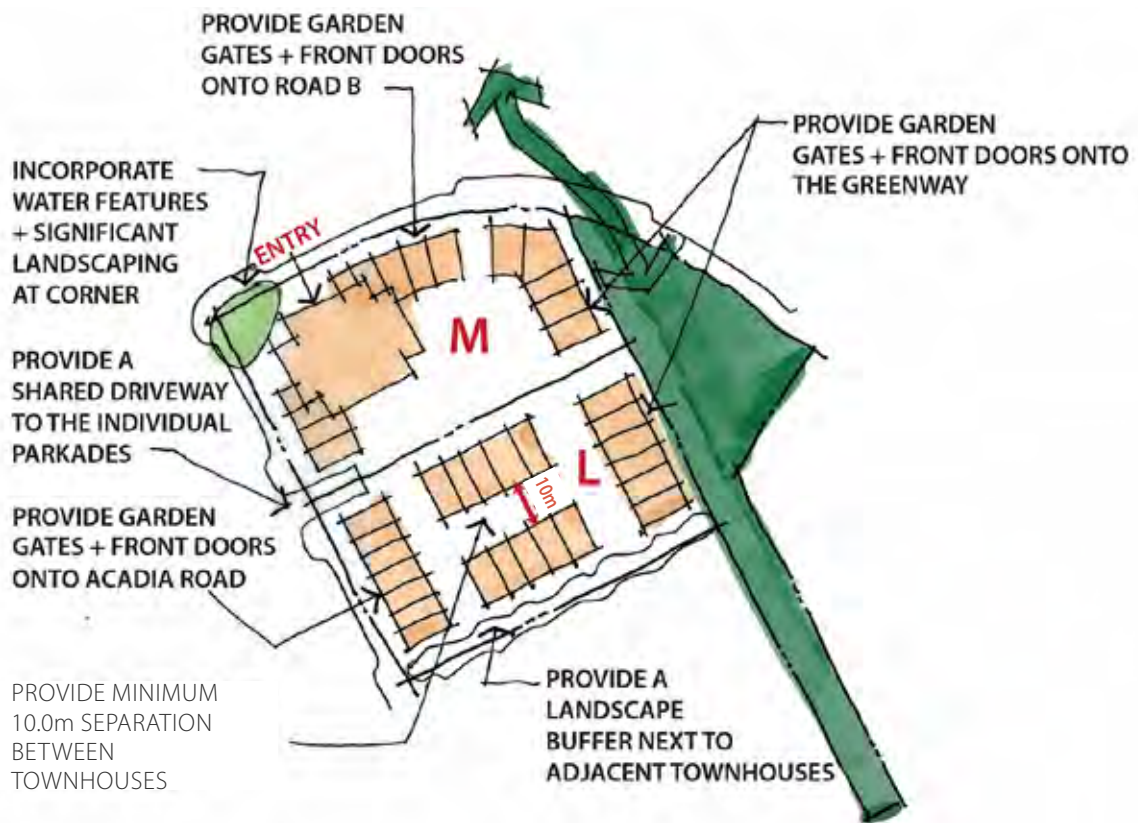 PROVIDE GARDEN
GATES + FRONT DOORS
ONTO ROAD B
PROVIDE GARDEN
GATES + FRONT DOORS ONTO
THE GREENWAY
INCORPORATE
WATER FEATURES
+ SIGNIFICANT
LANDSCAPING
AT CORNER
ENTRY
M
PROVIDE A
SHARED DRIVEWAY
TO THE INDIVIDUAL
PARKADES
L
10m
PROVIDE GARDEN
GATES + FRONT DOORS
ONTO ACADIA ROAD
PROVIDE MINIMUM
10.0m SEPARATION
BETWEEN
TOWNHOUSES
PROVIDE A
LANDSCAPE
BUFFER NEXT TO
ADJACENT TOWNHOUSES